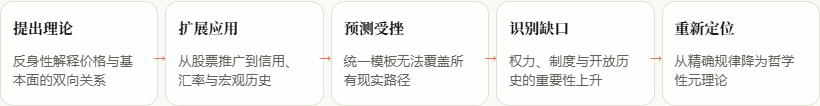 提出理论
反身性解释价格与基
本面的双向关系
→
扩展应用
从股票推广到信用、
汇率与宏观历史
→
预测受挫
统一模板无法覆盖所
有现实路径
→
识别缺口
权力、制度与开放历
史的重要性上升
→
重新定位
从精确规律降为哲学
性元理论